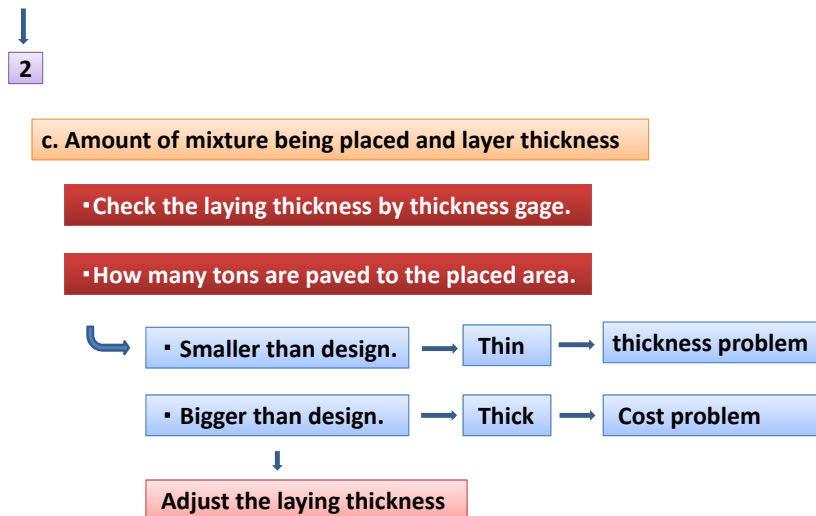 2
c. Amount of mixture being placed and layer thickness
・Check the laying thickness by thickness gage.
・How many tons are paved to the placed area.
・ Smaller than design. Thin thickness problem
・ Bigger than design. Thick Cost problem
Adjust the laying thickness